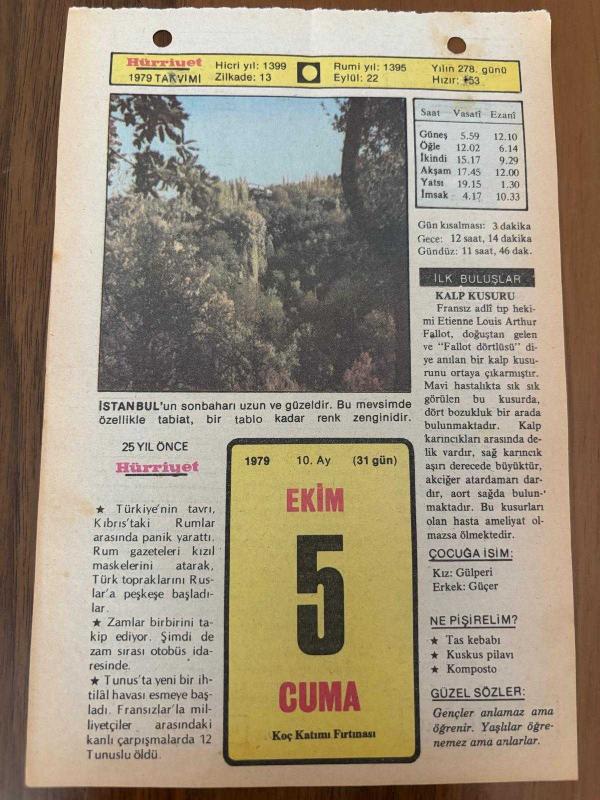 Hürriyet
1979 TAKVİMİ
Hicri yıl: 1399
Zilkade: 13
Rumi yıl: 1395
Eylül: 22
Yılın 278. günü
Hızır: 153
Saat Vasatî Ezanî
Güneş 5.59 12.10
Öğle 12.02 6.14
İkindi 15.17 9.29
Akşam 17.45 12.00
Yatsı 19.15 1.30
İmsak 4.17 10.33
Gün kısalması: 3 dakika
Gece: 12 saat, 14 dakika
Gündüz: 11 saat, 46 dak.
İLK BULUŞLAR
KALP KUSURU
Fransız adlî tıp heki-
mi Etienne Louis Arthur
Fallot, doğuştan gelen
ve "Fallot dörtlüsü" di-
ye anılan bir kalp kusu-
runu ortaya çıkarmıştır.
Mavi hastalıkta sık sık
görülen bu kusurda,
dört bozukluk bir arada
bulunmaktadır. Kalp
karıncıkları arasında de-
lik vardır, sağ karıncık
aşırı derecede büyüktür,
akciğer atardamarı dar-
dır, aort sağda bulun-
maktadır. Bu kusurları
olan hasta ameliyat ol-
mazsa ölmektedir.
ÇOCUĞA İSİM:
Kız: Gülperi
Erkek: Güçer
NE PİŞİRELİM?
★ Tas kebabı
★ Kuskus pilavı
★ Komposto
GÜZEL SÖZLER:
Gençler anlamaz ama
öğrenir. Yaşlılar öğre-
nemez ama anlarlar.
İSTANBUL'un sonbaharı uzun ve güzeldir. Bu mevsimde
özellikle tabiat, bir tablo kadar renk zenginidir.
25 YIL ÖNCE
Hürriyet
★ Türkiye'nin tavrı,
Kıbrıs'taki Rumlar
arasında panik yarattı.
Rum gazeteleri kızıl
maskelerini atarak,
Türk topraklarını Rus-
lar'a peşkeşe başladı-
lar.
★ Zamlar birbirini ta-
kip ediyor. Şimdi de
zam sırası otobüs ida-
resinde.
★ Tunus'ta yeni bir ih-
tilâl havası esmeye baş-
ladı. Fransızlar'la mil-
liyetçiler arasındaki
kanlı çarpışmalarda 12
Tunuslu öldü.
1979 10. Ay (31 gün)
EKİM
5
CUMA
Koç Katımı Fırtınası